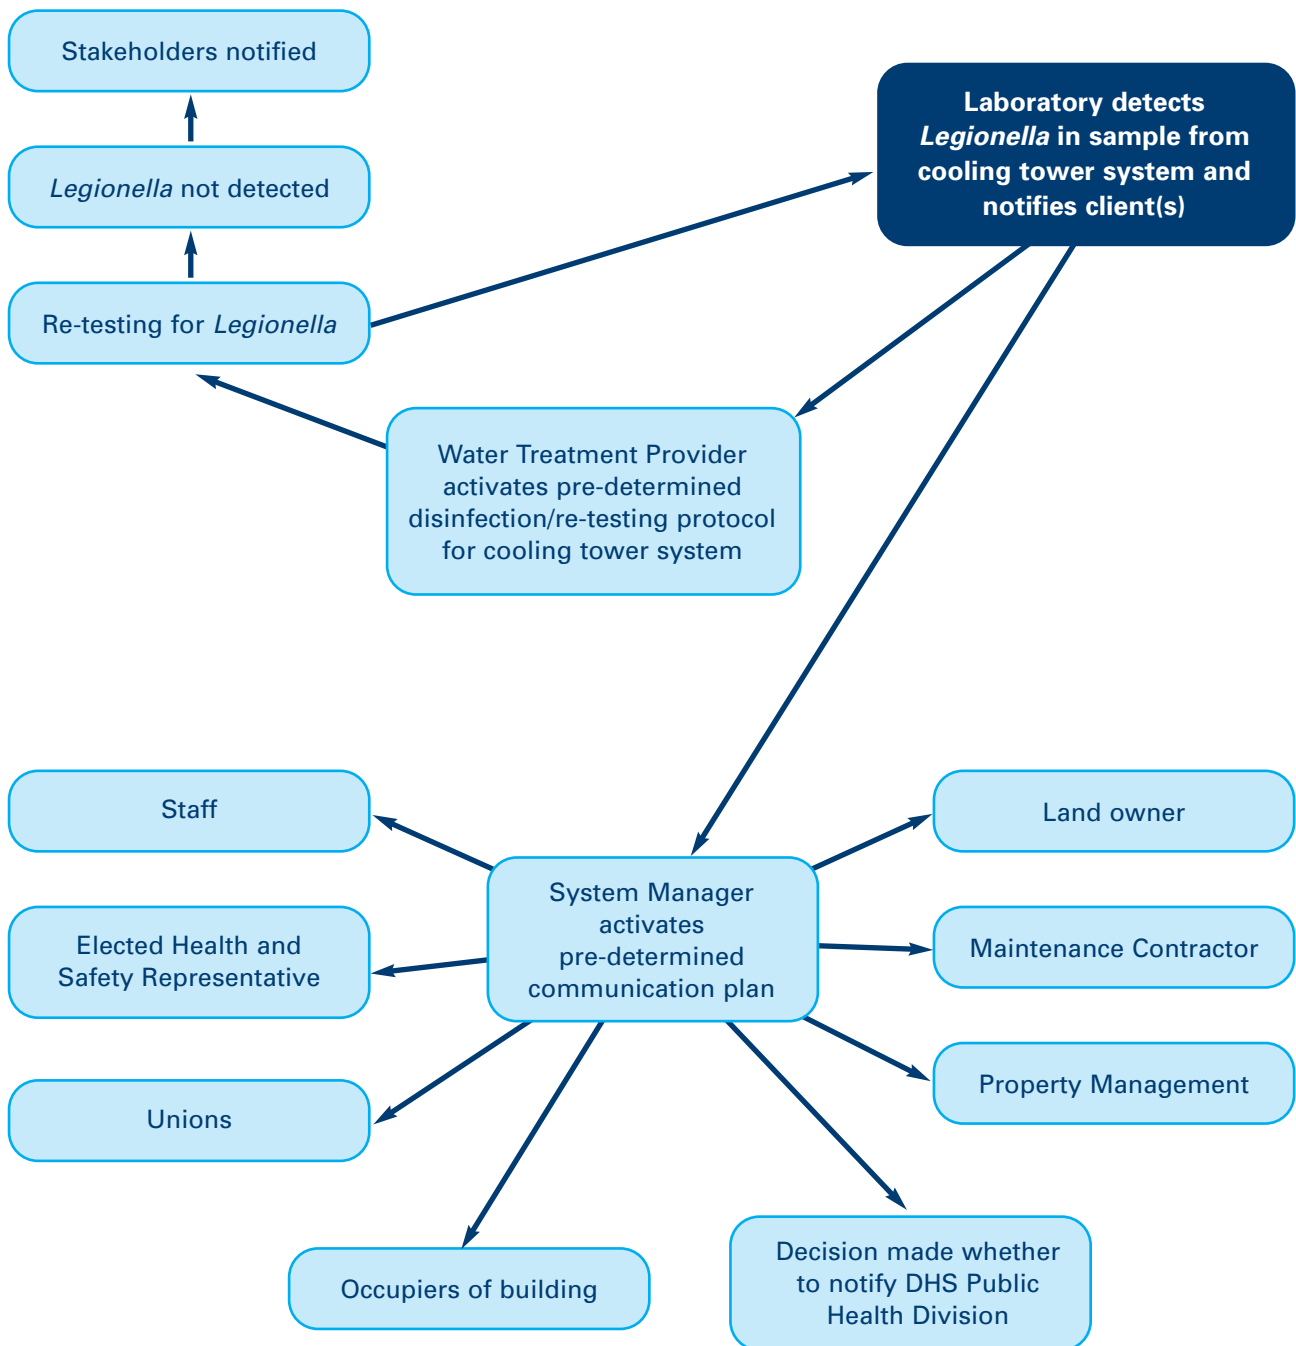 Stakeholders notified
Laboratory detects
Legionella in sample from
cooling tower system and
notifies client(s)
Legionella not detected
Re-testing for Legionella
Water Treatment Provider
activates pre-determined
disinfection/re-testing protocol
for cooling tower system
Staff
Land owner
System Manager
activates
pre-determined
communication plan
Elected Health and
Safety Representative
Maintenance Contractor
Property Management
Unions
Occupiers of building
Decision made whether
to notify DHS Public
Health Division